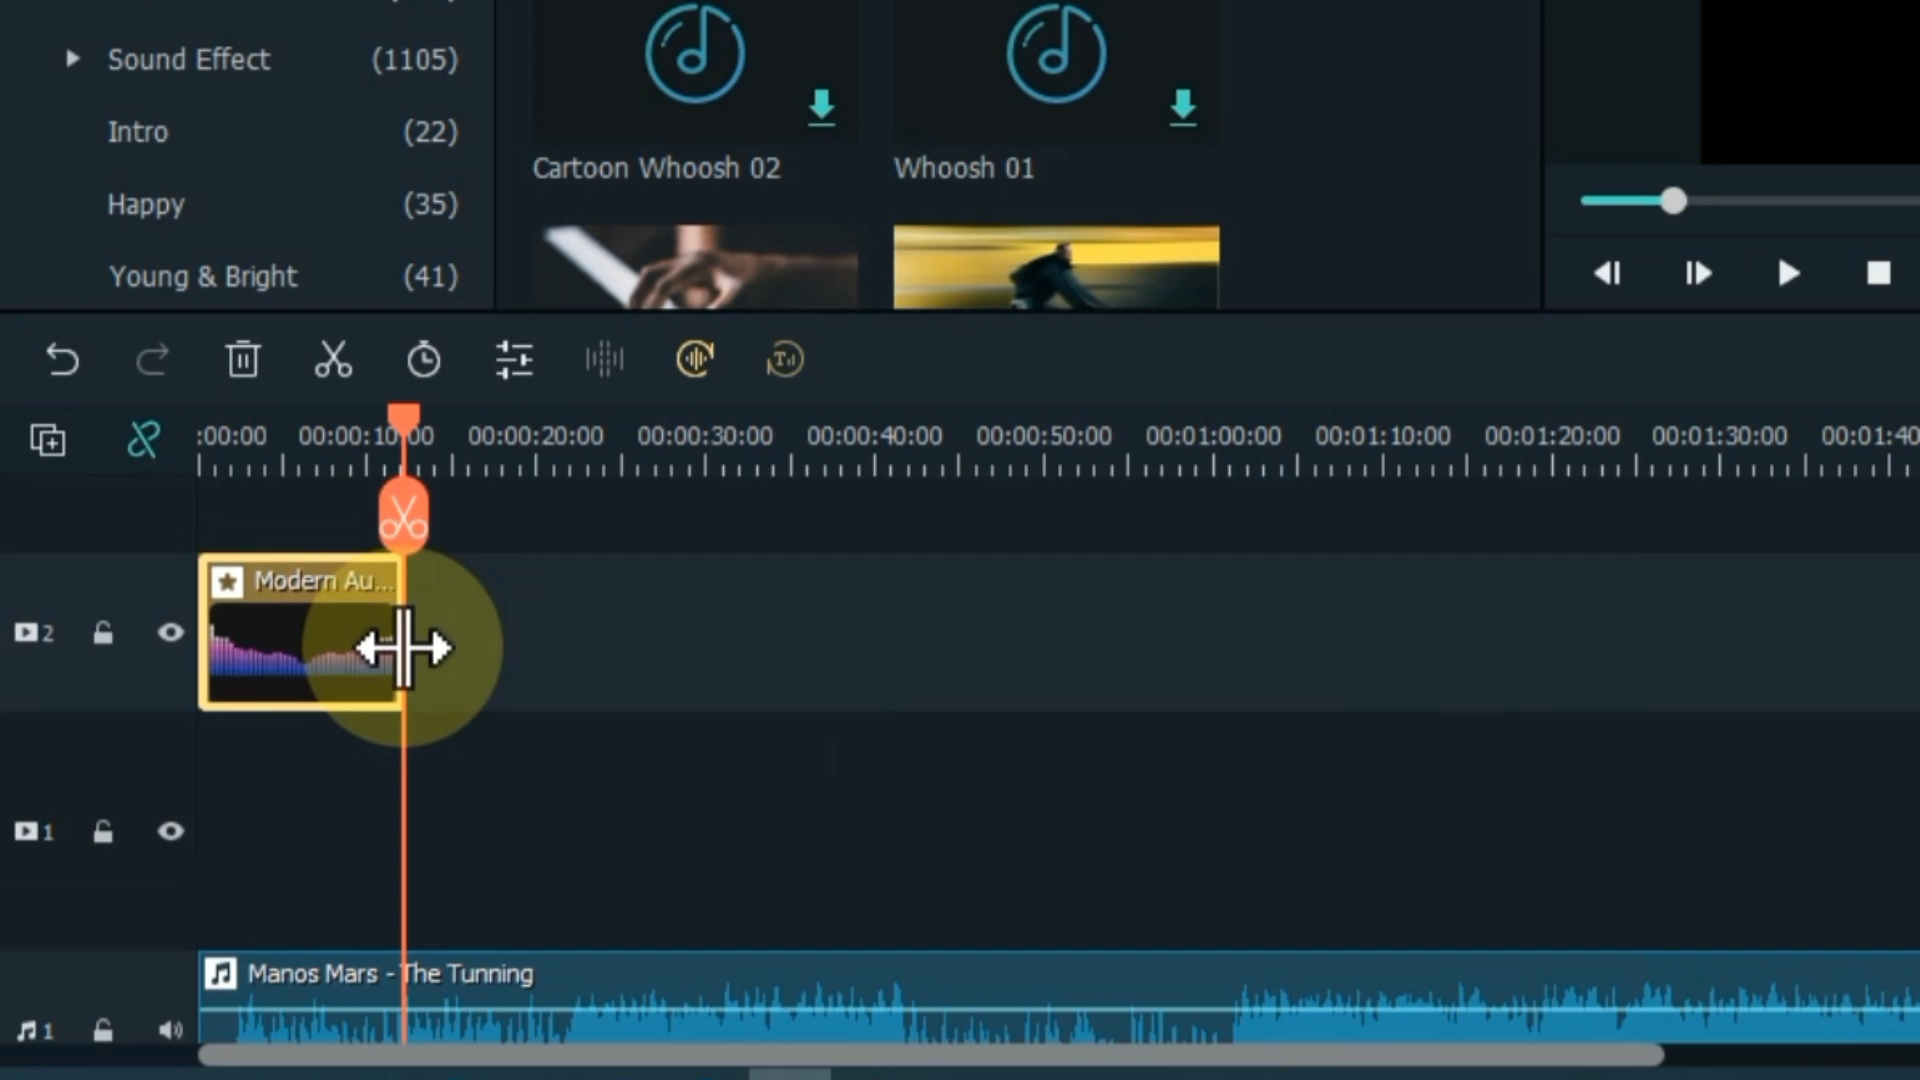 Sound Effect (1105)
Intro (22)
Happy (35)
Young & Bright (41)
Cartoon Whoosh 02
Whoosh 01
:00:00 00:00:10:00 00:00:20:00 00:00:30:00 00:00:40:00 00:00:50:00 00:01:00:00 00:01:10:00 00:01:20:00 00:01:30:00 00:01:40
Modern Au...
2
1
Manos Mars - The Tunning
1